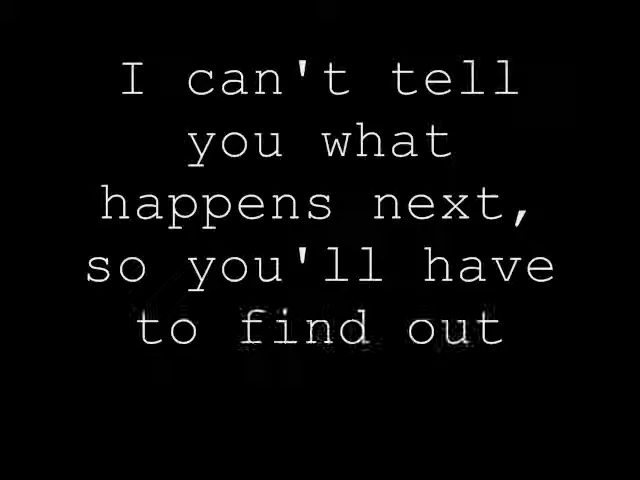 I can't tell
you what
happens next,
so you'll have
to find out